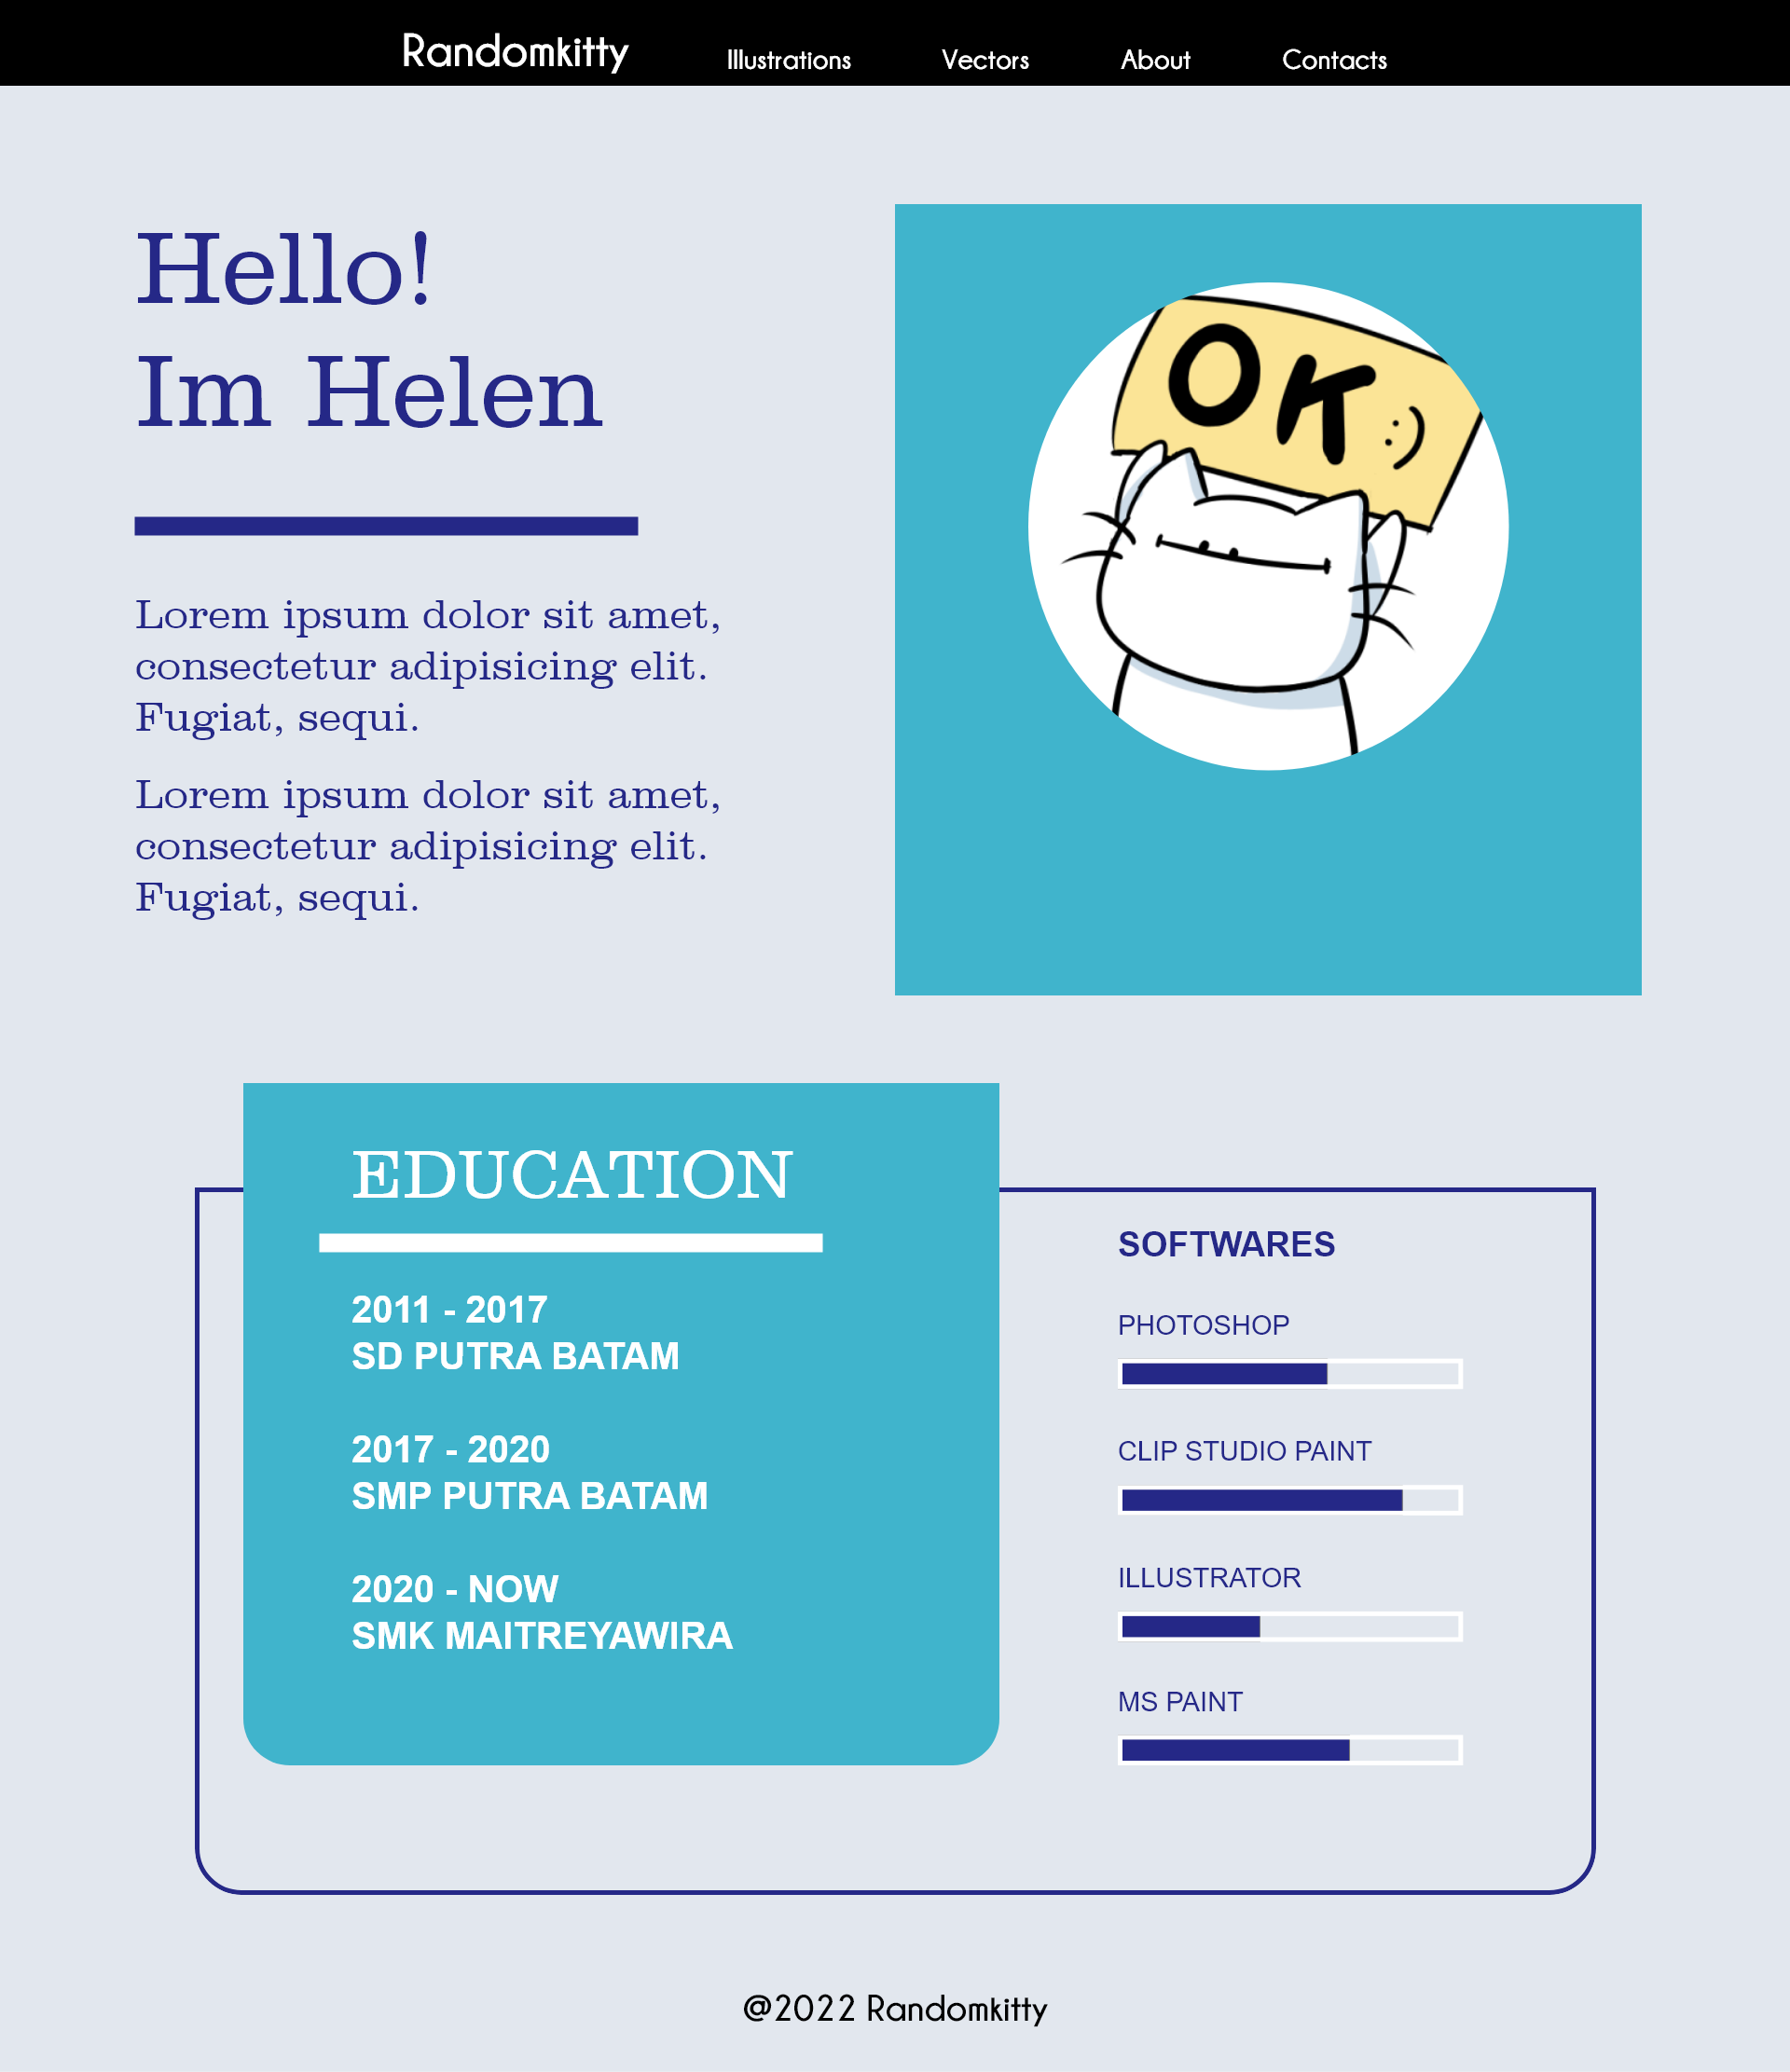 Randomkitty
Illustrations
Vectors
About
Contacts
Hello!
Im Helen
Lorem ipsum dolor sit amet,
consectetur adipisicing elit.
Fugiat, sequi.
Lorem ipsum dolor sit amet,
consectetur adipisicing elit.
Fugiat, sequi.
OK :)
EDUCATION
2011 - 2017
SD PUTRA BATAM
2017 - 2020
SMP PUTRA BATAM
2020 - NOW
SMK MAITREYAWIRA
SOFTWARES
PHOTOSHOP
CLIP STUDIO PAINT
ILLUSTRATOR
MS PAINT
@2022 Randomkitty